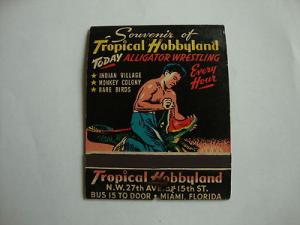 Souvenir of
Tropical Hobbyland
TODAY ALLIGATOR WRESTLING
Every
Hour
★ INDIAN VILLAGE
★ MONKEY COLONY
★ RARE BIRDS
Tropical Hobbyland
N.W. 27th AVE. 15th ST.
BUS 15 TO DOOR • MIAMI, FLORIDA